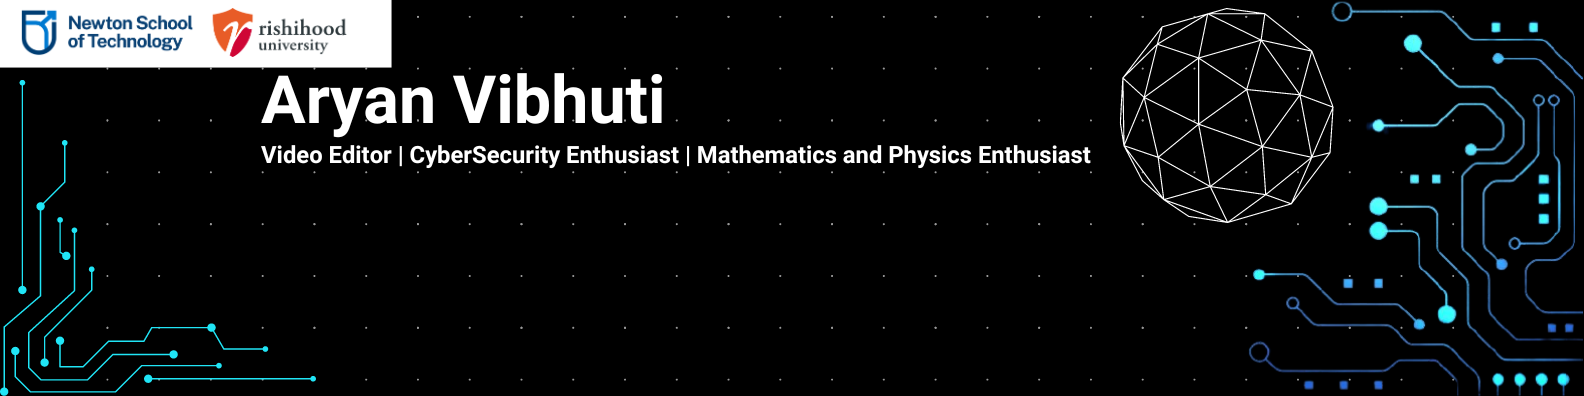 Newton School
of Technology
rishihood
university
Aryan Vibhuti
Video Editor | CyberSecurity Enthusiast | Mathematics and Physics Enthusiast